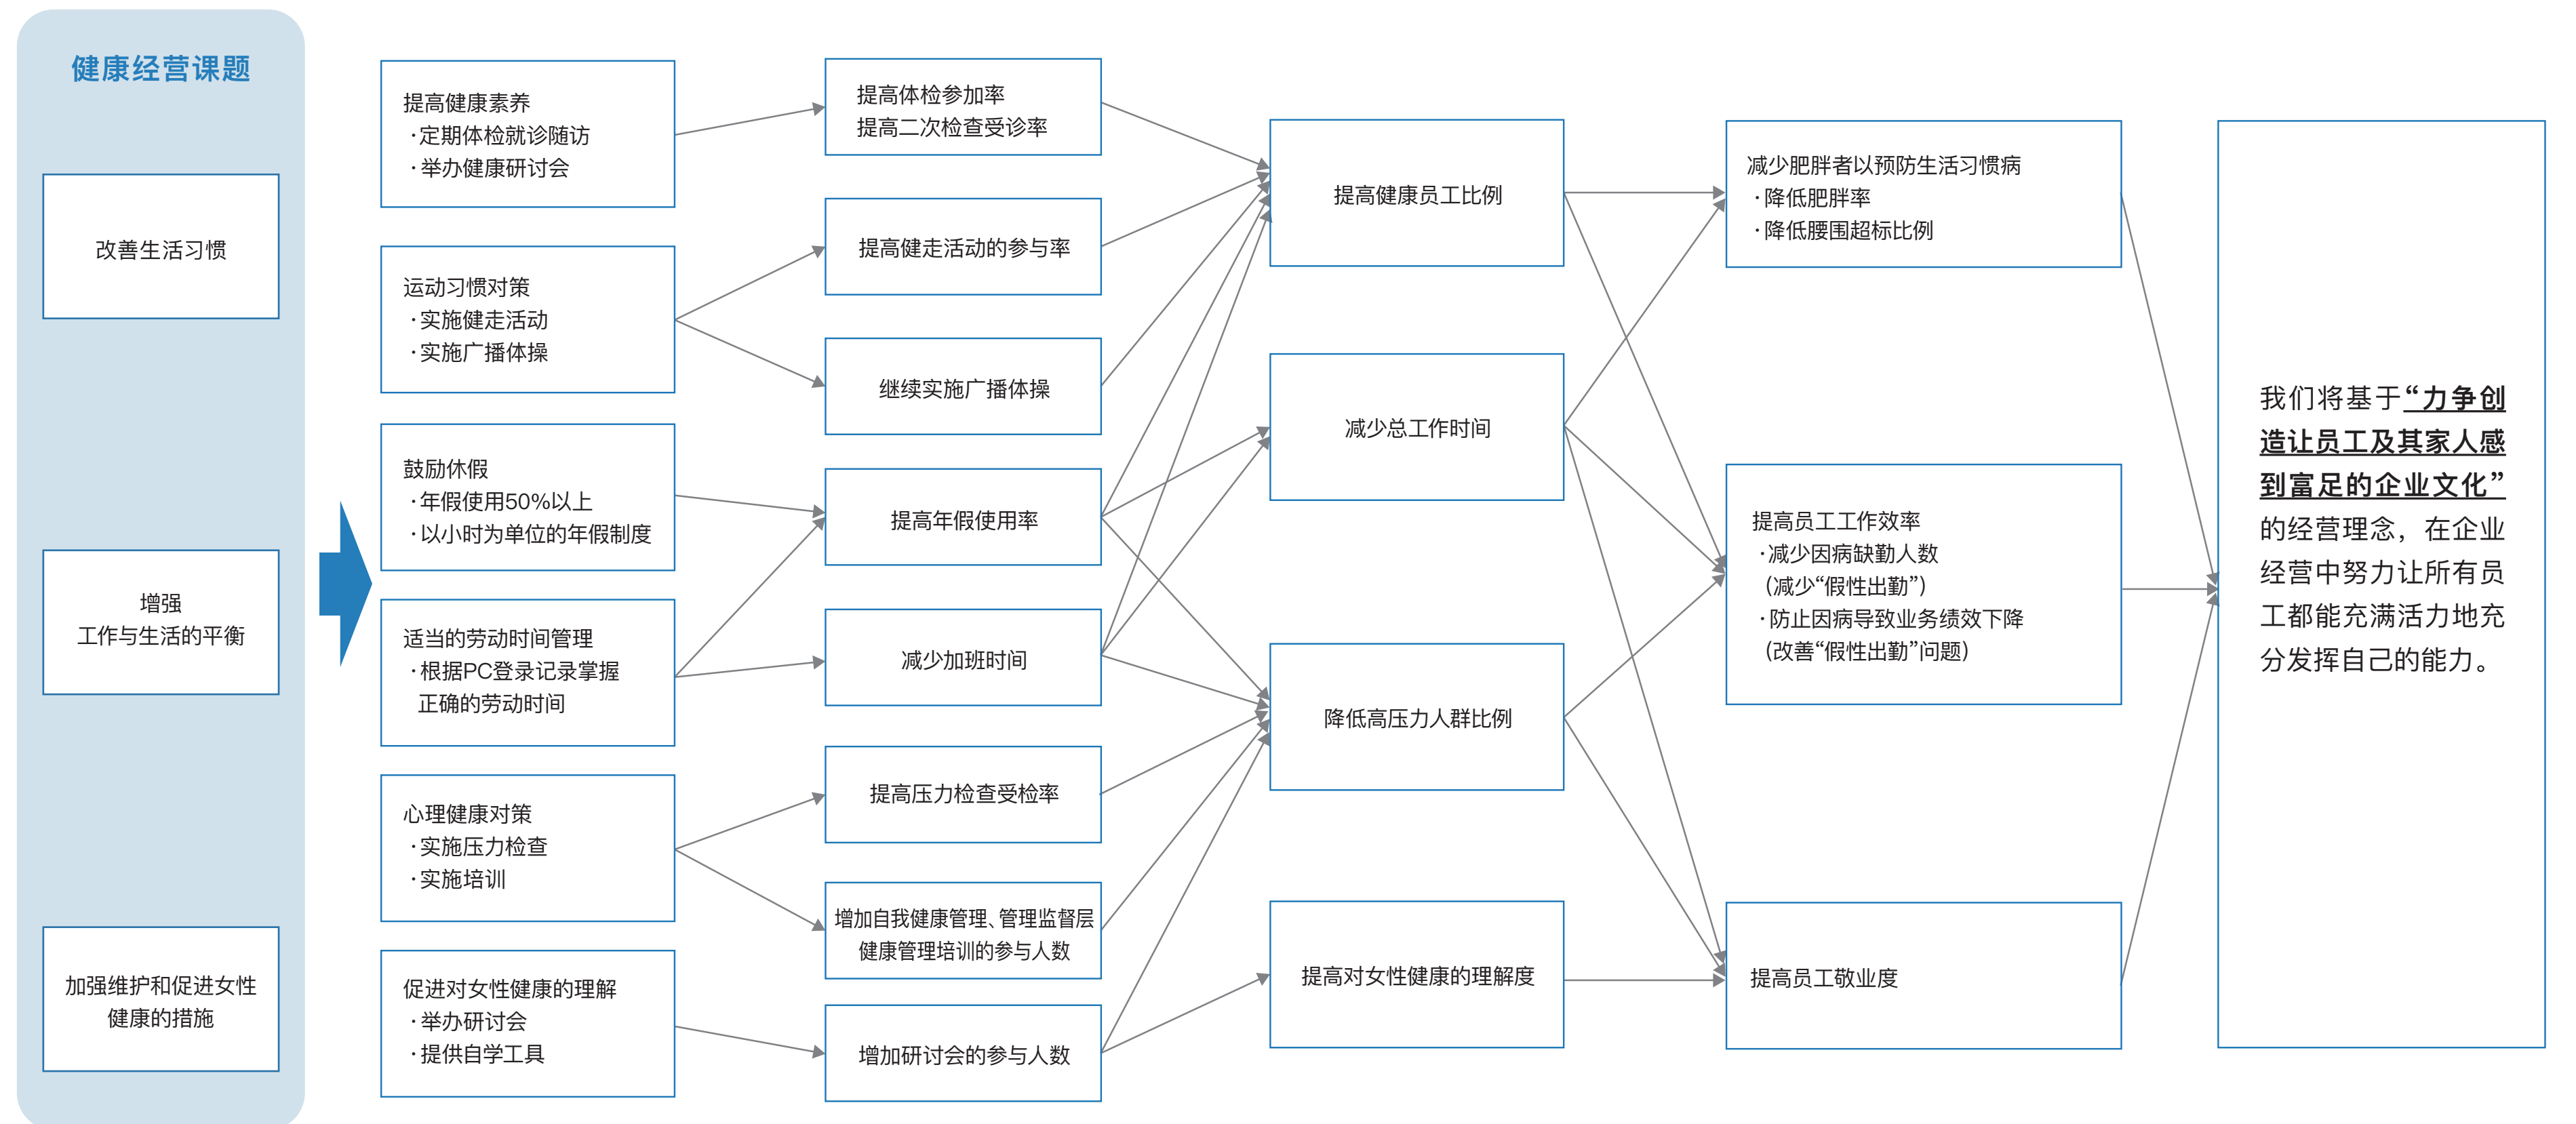 健康经营课题
改善生活习惯
增强
工作与生活的平衡
加强维护和促进女性
健康的措施
提高健康素养
·定期体检就诊随访
·举办健康研讨会
运动习惯对策
·实施健走活动
·实施广播体操
鼓励休假
·年假使用50%以上
·以小时为单位的年假制度
适当的劳动时间管理
·根据PC登录记录掌握
正确的劳动时间
心理健康对策
·实施压力检查
·实施培训
促进对女性健康的理解
·举办研讨会
·提供自学工具
提高体检参加率
提高二次检查受诊率
提高健走活动的参与率
继续实施广播体操
提高年假使用率
减少加班时间
提高压力检查受检率
增加自我健康管理、管理监督层
健康管理培训的参与人数
增加研讨会的参与人数
提高健康员工比例
减少总工作时间
降低高压力人群比例
提高对女性健康的理解度
减少肥胖者以预防生活习惯病
·降低肥胖率
·降低腰围超标比例
提高员工工作效率
·减少因病缺勤人数
(减少“假性出勤”)
·防止因病导致业务绩效下降
(改善“假性出勤”问题)
提高员工敬业度
我们将基于“力争创
造让员工及其家人感
到富足的企业文化”
的经营理念，在企业
经营中努力让所有员
工都能充满活力地充
分发挥自己的能力。